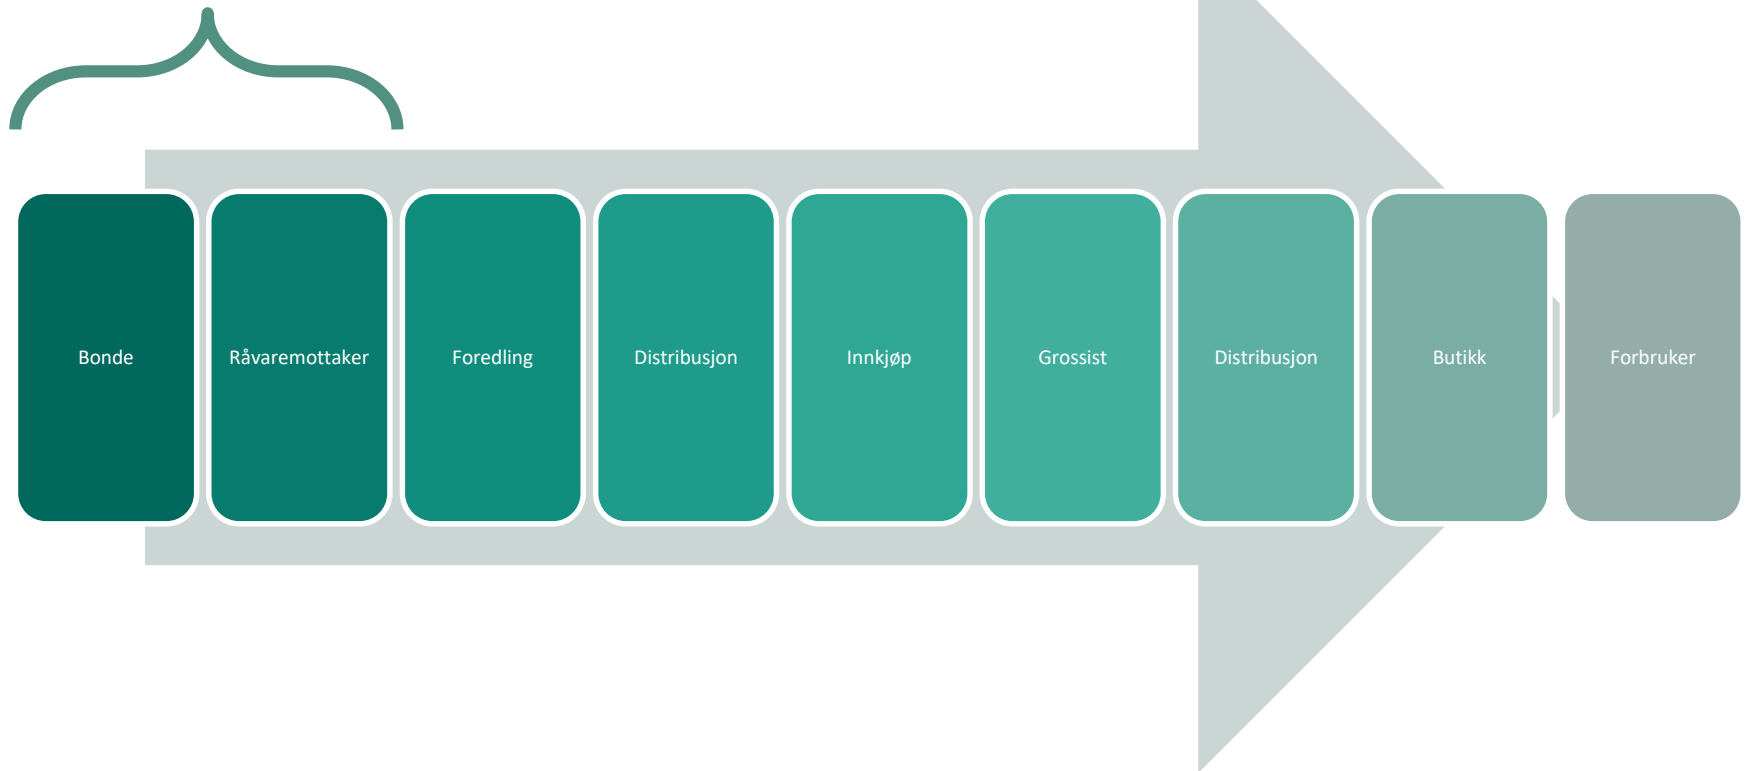 Bonde
Råvaremottaker
Foredling
Distribusjon
Innkjøp
Grossist
Distribusjon
Butikk
Forbruker